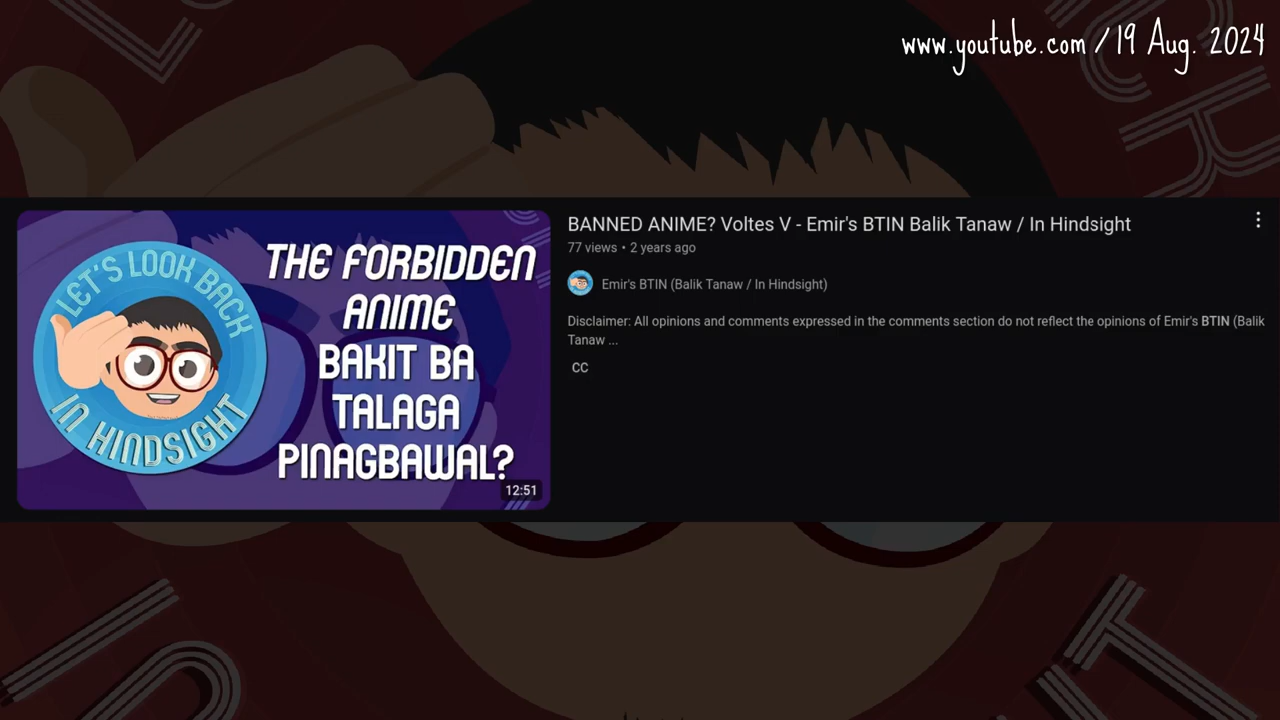 www.youtube.com / 19 Aug. 2024
LET'S LOOK BACK
IN HINDSIGHT
THE FORBIDDEN
ANIME
BAKIT BA
TALAGA
PINAGBAWAL?
12:51
BANNED ANIME? Voltes V - Emir's BTIN Balik Tanaw / In Hindsight
77 views • 2 years ago
Emir's BTIN (Balik Tanaw / In Hindsight)
Disclaimer: All opinions and comments expressed in the comments section do not reflect the opinions of Emir's BTIN (Balik
Tanaw ...
CC